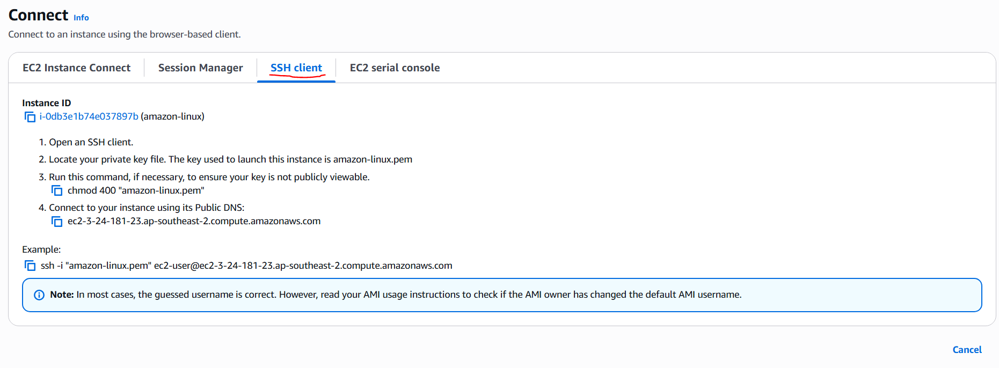 Connect Info
Connect to an instance using the browser-based client.
EC2 Instance Connect Session Manager SSH client EC2 serial console
Instance ID
i-0db3e1b74e037897b (amazon-linux)
1. Open an SSH client.
2. Locate your private key file. The key used to launch this instance is amazon-linux.pem
3. Run this command, if necessary, to ensure your key is not publicly viewable.
chmod 400 "amazon-linux.pem"
4. Connect to your instance using its Public DNS:
ec2-3-24-181-23.ap-southeast-2.compute.amazonaws.com
Example:
ssh -i "amazon-linux.pem" ec2-user@ec2-3-24-181-23.ap-southeast-2.compute.amazonaws.com
Note: In most cases, the guessed username is correct. However, read your AMI usage instructions to check if the AMI owner has changed the default AMI username.
Cancel